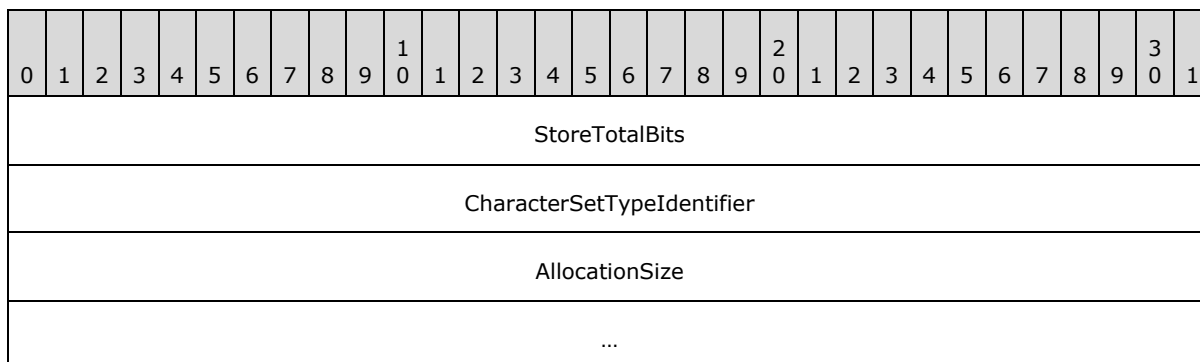 0 1 2 3 4 5 6 7 8 9 1 0 1 2 3 4 5 6 7 8 9 2 0 1 2 3 4 5 6 7 8 9 3 0 1
StoreTotalBits
CharacterSetTypeIdentifier
AllocationSize
...